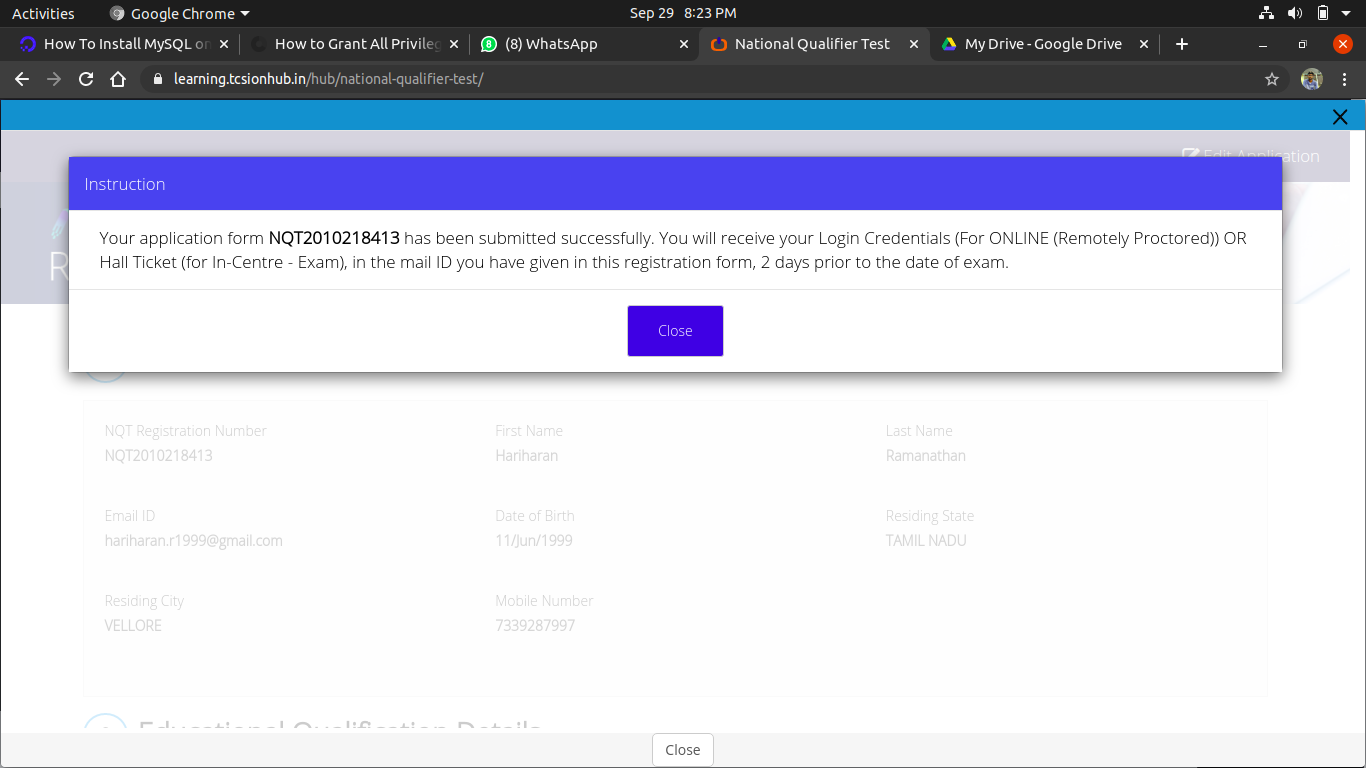 Activities Google Chrome Sep 29 8:23 PM
How To Install MySQL on How to Grant All Privileg (8) WhatsApp National Qualifier Test My Drive - Google Drive
learning.tcsionhub.in/hub/national-qualifier-test/
Edit Application
Instruction
Your application form NQT2010218413 has been submitted successfully. You will receive your Login Credentials (For ONLINE (Remotely Proctored)) OR
Hall Ticket (for In-Centre - Exam), in the mail ID you have given in this registration form, 2 days prior to the date of exam.
Close
NQT Registration Number First Name Last Name
NQT2010218413 Hariharan Ramanathan
Email ID Date of Birth Residing State
hariharan.r1999@gmail.com 11/Jun/1999 TAMIL NADU
Residing City Mobile Number
VELLORE 7339287997
Educational Qualification Details
Close